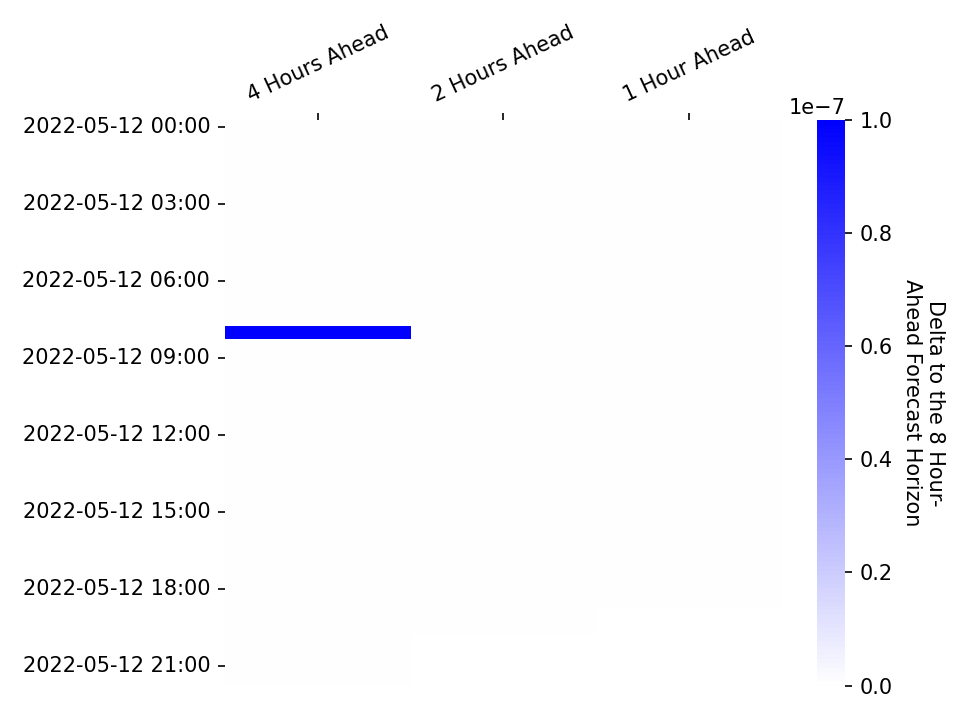 4 Hours Ahead
2 Hours Ahead
1 Hour Ahead
1e−7
2022-05-12 00:00
2022-05-12 03:00
2022-05-12 06:00
2022-05-12 09:00
2022-05-12 12:00
2022-05-12 15:00
2022-05-12 18:00
2022-05-12 21:00
1.0
0.8
0.6
0.4
0.2
0.0
Delta to the 8 Hour-
Ahead Forecast Horizon